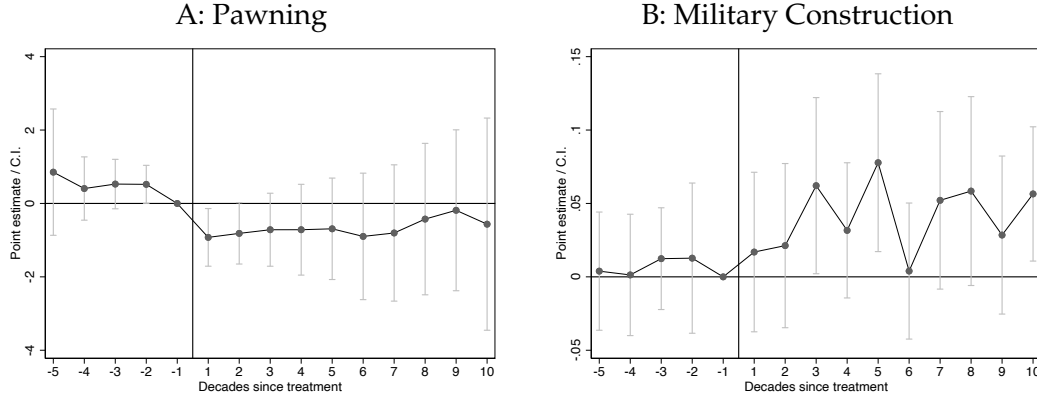 A: Pawning
B: Military Construction
Point estimate / C.I.
4
2
0
-2
-4
-5 -4 -3 -2 -1 1 2 3 4 5 6 7 8 9 10
Decades since treatment
Point estimate / C.I.
.15
.1
.05
0
-.05
-5 -4 -3 -2 -1 1 2 3 4 5 6 7 8 9 10
Decades since treatment